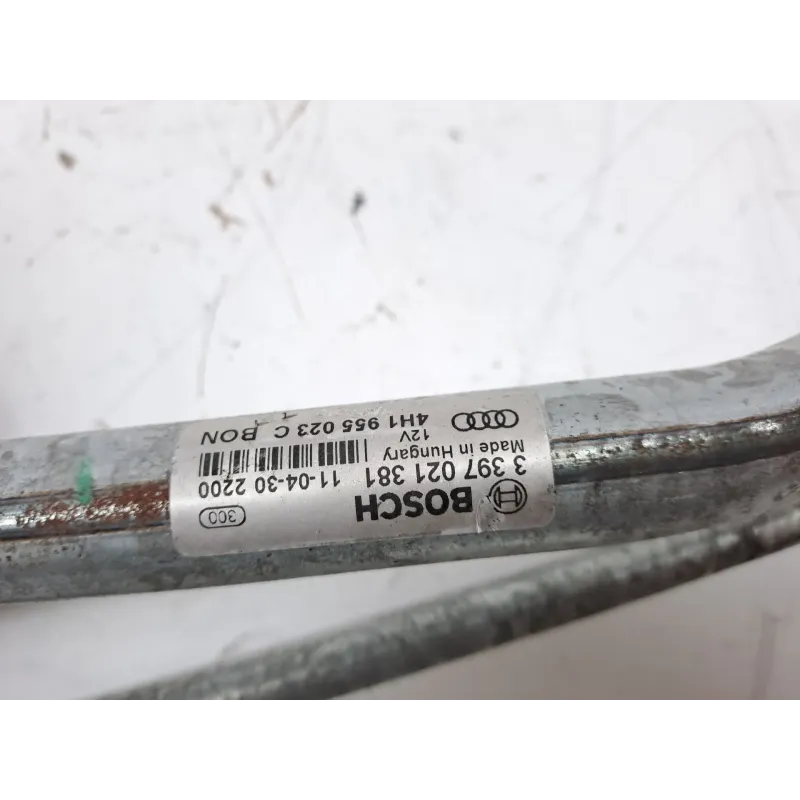 BOSCH
300
3 397 021 381 11-04-30 2200
Made in Hungary
12V
4H1 955 023 C BON